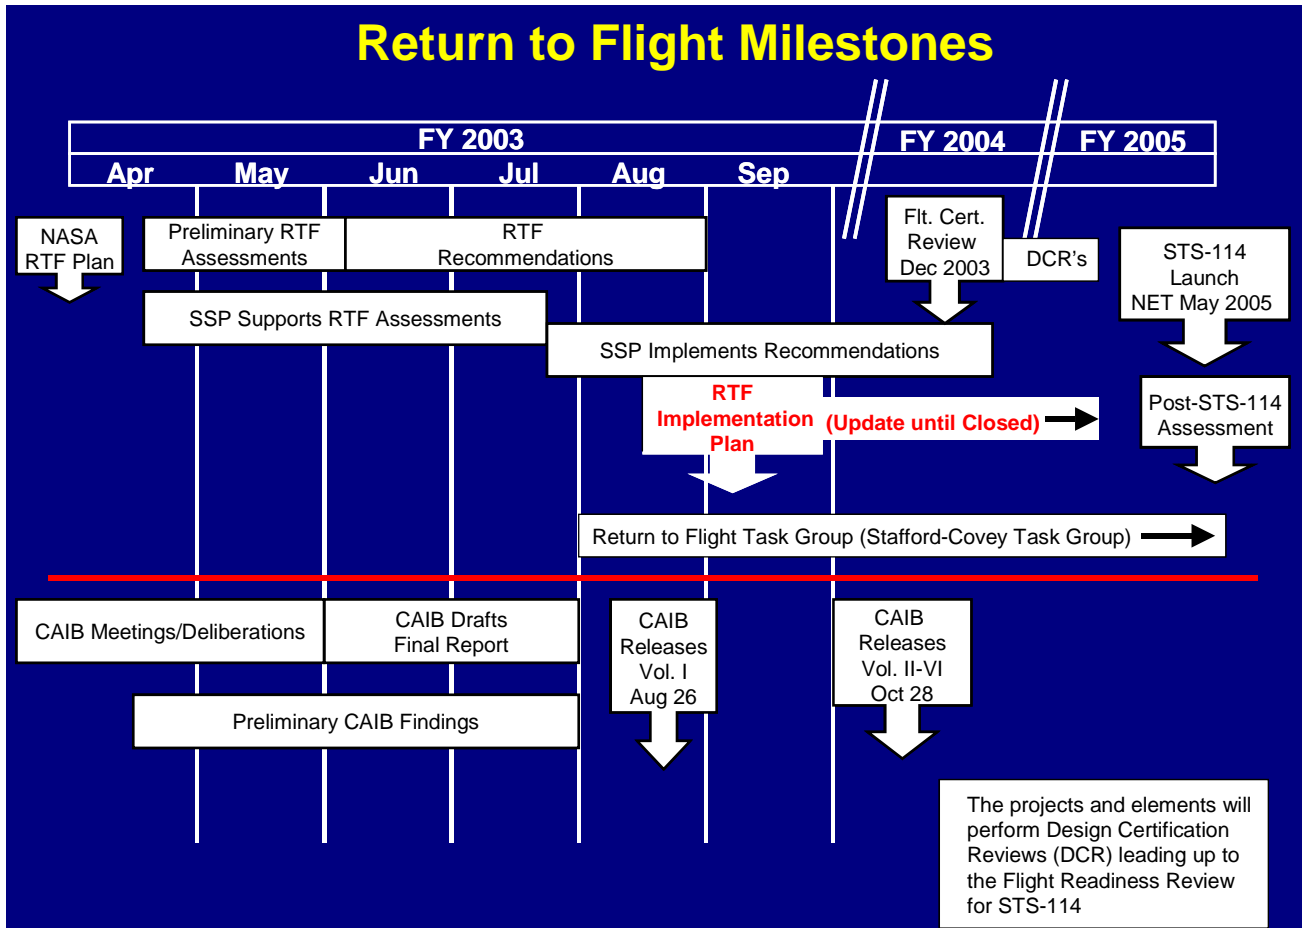 Return to Flight Milestones
FY 2003
FY 2004
FY 2005
Apr
May
Jun
Jul
Aug
Sep
NASA
RTF Plan
Preliminary RTF
Assessments
RTF
Recommendations
Flt. Cert.
Review
Dec 2003
DCR's
STS-114
Launch
NET May 2005
SSP Supports RTF Assessments
SSP Implements Recommendations
RTF
Implementation
Plan
(Update until Closed)
Post-STS-114
Assessment
Return to Flight Task Group (Stafford-Covey Task Group)
CAIB Meetings/Deliberations
CAIB Drafts
Final Report
CAIB
Releases
Vol. I
Aug 26
CAIB
Releases
Vol. II-VI
Oct 28
Preliminary CAIB Findings
The projects and elements will
perform Design Certification
Reviews (DCR) leading up to
the Flight Readiness Review
for STS-114